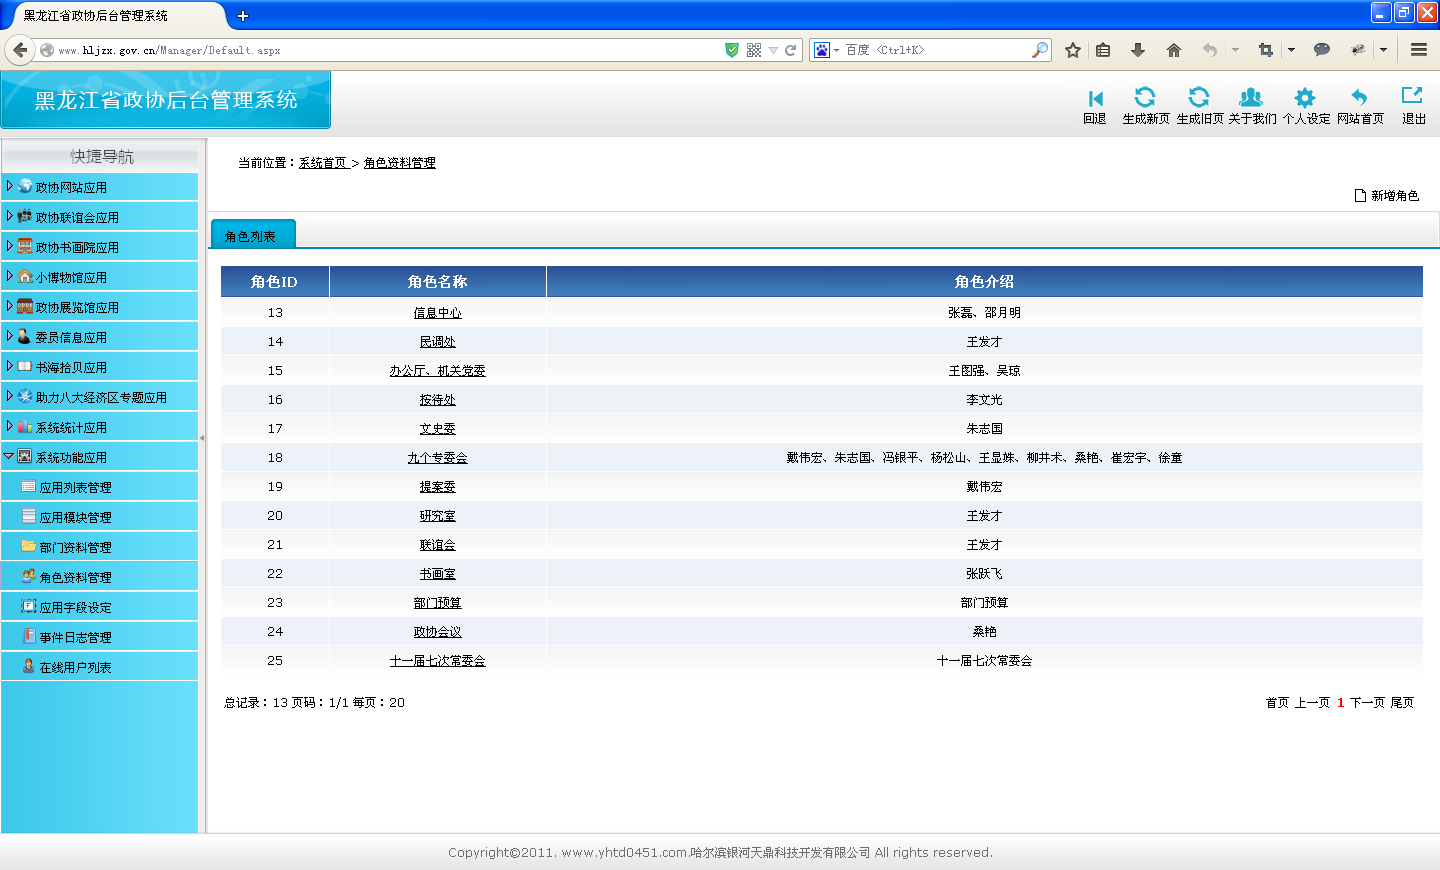 黑龙江省政协后台管理系统
www.hljzx.gov.cn/Manager/Default.aspx
百度 <Ctrl+K>
黑龙江省政协后台管理系统
回退 生成新页 生成旧页 关于我们 个人设定 网站首页 退出
快捷导航
政协网站应用
政协联谊会应用
政协书画院应用
小博物馆应用
政协展览馆应用
委员信息应用
书海拾贝应用
助力八大经济区专题应用
系统统计应用
系统功能应用
应用列表管理
应用模块管理
部门资料管理
角色资料管理
应用字段设定
事件日志管理
在线用户列表
当前位置：系统首页 > 角色资料管理
新增角色
角色列表
角色ID 角色名称 角色介绍
13 信息中心 张磊、邵月明
14 民调处 王发才
15 办公厅、机关党委 王图强、吴琼
16 接待处 李文光
17 文史委 朱志国
18 九个专委会 戴伟宏、朱志国、冯银平、杨松山、王显姝、柳井术、桑艳、崔宏宇、徐童
19 提案委 戴伟宏
20 研究室 王发才
21 联谊会 王发才
22 书画室 张跃飞
23 部门预算 部门预算
24 政协会议 桑艳
25 十一届七次常委会 十一届七次常委会
总记录：13 页码：1/1 每页：20
首页 上一页 1 下一页 尾页
Copyright©2011. www.yhtd0451.com.哈尔滨银河天鼎科技开发有限公司 All rights reserved.